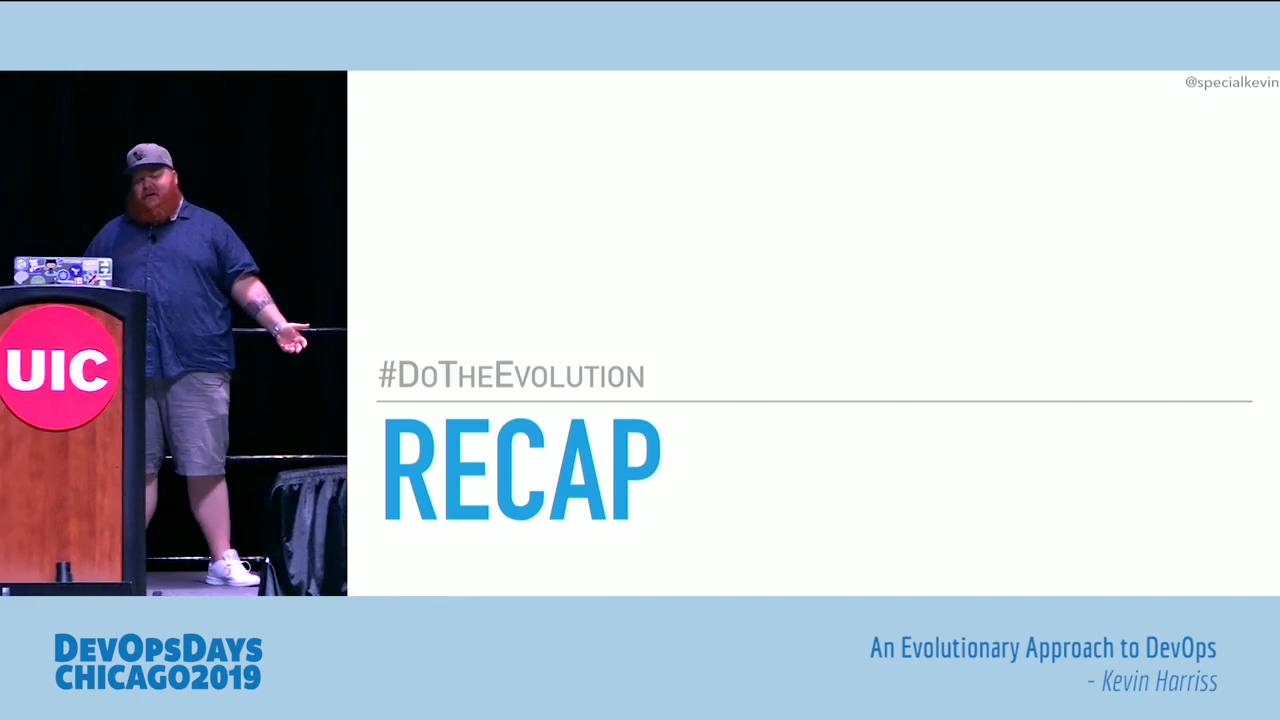 @specialkevin
UIC
#DOTHEEVOLUTION
RECAP
DEVOPSDAYS
CHICAGO2019
An Evolutionary Approach to DevOps
- Kevin Harriss